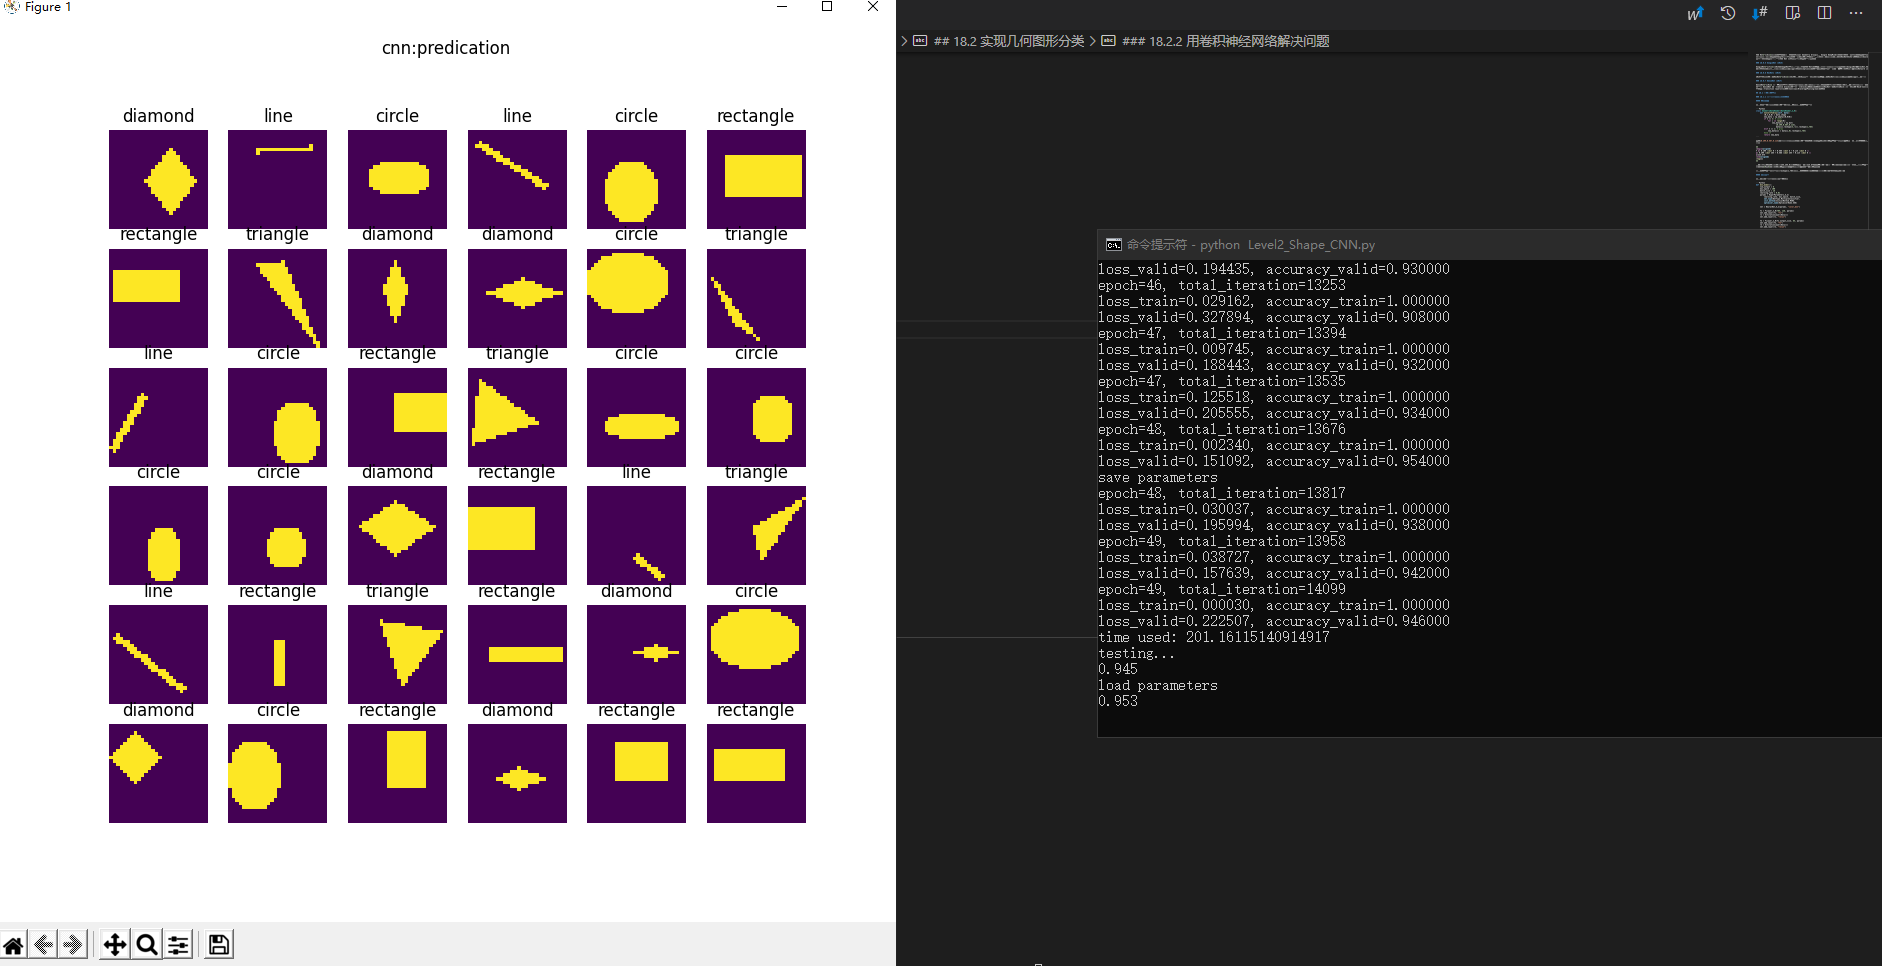 Figure 1
cnn:predication
diamond line circle line circle rectangle
rectangle triangle diamond diamond circle triangle
line circle rectangle triangle circle circle
circle circle diamond rectangle line triangle
line rectangle triangle rectangle diamond circle
diamond circle rectangle diamond rectangle rectangle
## 18.2 实现几何图形分类 > ### 18.2.2 用卷积神经网络解决问题
命令提示符 - python Level2_Shape_CNN.py
loss_valid=0.194435, accuracy_valid=0.930000
epoch=46, total_iteration=13253
loss_train=0.029162, accuracy_train=1.000000
loss_valid=0.327894, accuracy_valid=0.908000
epoch=47, total_iteration=13394
loss_train=0.009745, accuracy_train=1.000000
loss_valid=0.188443, accuracy_valid=0.932000
epoch=47, total_iteration=13535
loss_train=0.125518, accuracy_train=1.000000
loss_valid=0.205555, accuracy_valid=0.934000
epoch=48, total_iteration=13676
loss_train=0.002340, accuracy_train=1.000000
loss_valid=0.151092, accuracy_valid=0.954000
save parameters
epoch=48, total_iteration=13817
loss_train=0.030037, accuracy_train=1.000000
loss_valid=0.195994, accuracy_valid=0.938000
epoch=49, total_iteration=13958
loss_train=0.038727, accuracy_train=1.000000
loss_valid=0.157639, accuracy_valid=0.942000
epoch=49, total_iteration=14099
loss_train=0.000030, accuracy_train=1.000000
loss_valid=0.222507, accuracy_valid=0.946000
time used: 201.16115140914917
testing...
0.945
load parameters
0.953